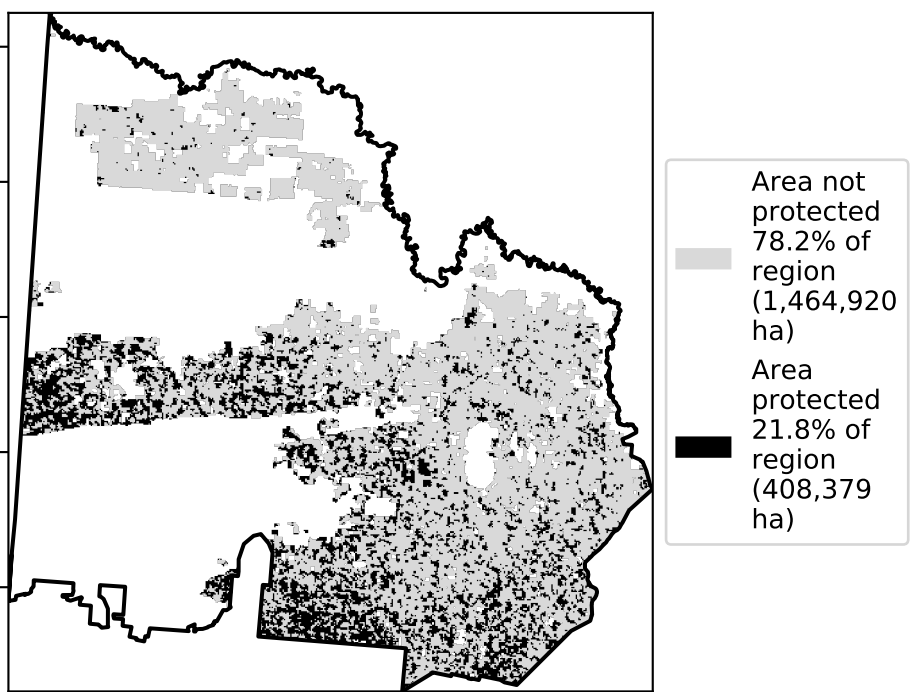 Area not
protected
78.2% of
region
(1,464,920
ha)
Area
protected
21.8% of
region
(408,379
ha)